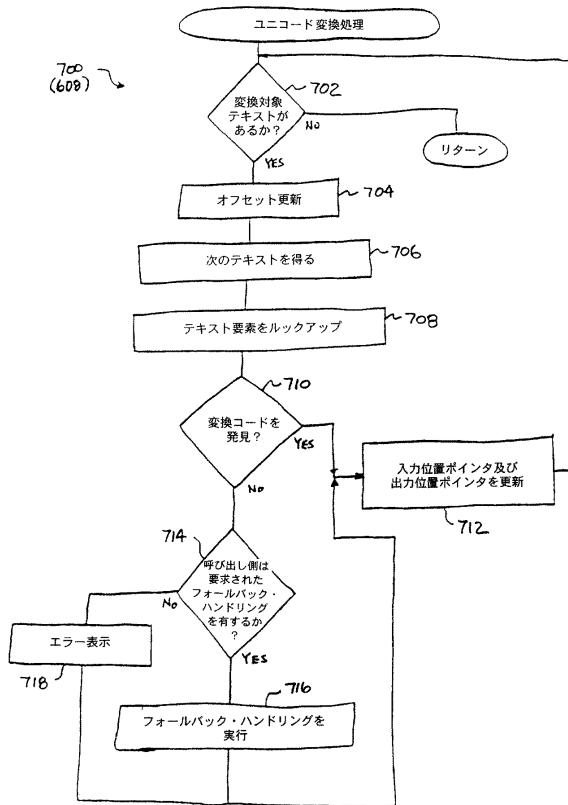 ユニコード変換処理
700
(608)
702
変換対象
テキストが
あるか？
NO
YES
リターン
オフセット更新
704
次のテキストを得る
706
テキスト要素をルックアップ
708
710
変換コードを
発見？
YES
NO
入力位置ポインタ及び
出力位置ポインタを更新
712
714
呼び出し側は
要求された
フォールバック・
ハンドリング
を有するか
？
NO
YES
エラー表示
718
716
フォールバック・ハンドリングを
実行